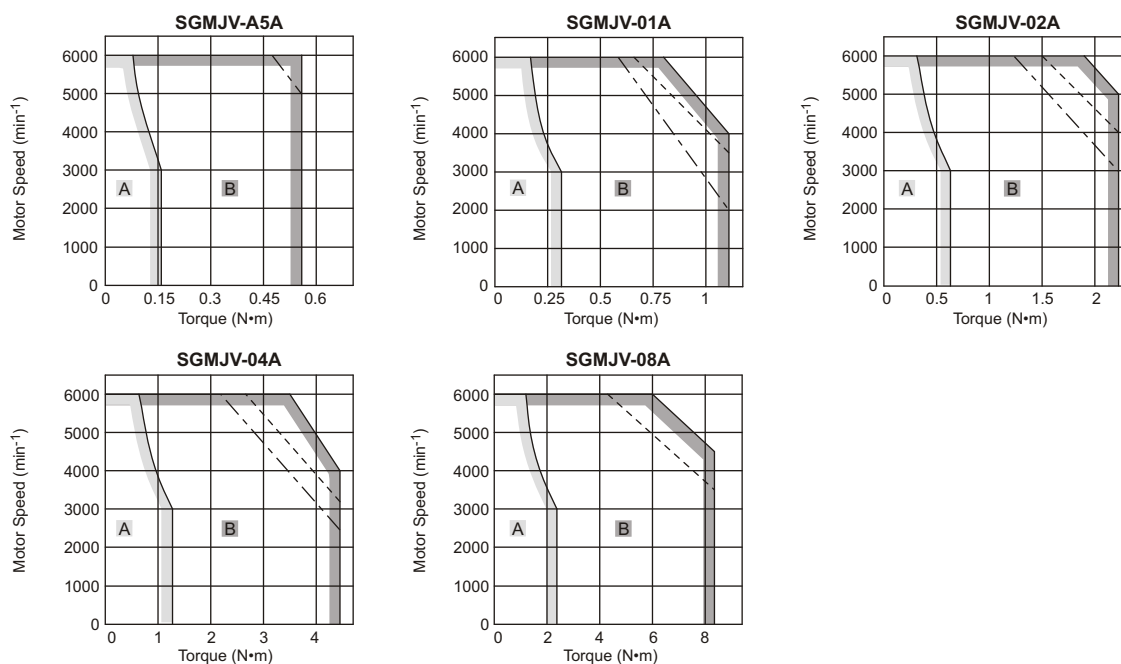 SGMJV-A5A
Motor Speed (min-1)
6000
5000
4000
3000
2000
1000
0
A
B
0 0.15 0.3 0.45 0.6
Torque (N•m)
SGMJV-01A
Motor Speed (min-1)
6000
5000
4000
3000
2000
1000
0
A
B
0 0.25 0.5 0.75 1
Torque (N•m)
SGMJV-02A
Motor Speed (min-1)
6000
5000
4000
3000
2000
1000
0
A
B
0 0.5 1 1.5 2
Torque (N•m)
SGMJV-04A
Motor Speed (min-1)
6000
5000
4000
3000
2000
1000
0
A
B
0 1 2 3 4
Torque (N•m)
SGMJV-08A
Motor Speed (min-1)
6000
5000
4000
3000
2000
1000
0
A
B
0 2 4 6 8
Torque (N•m)